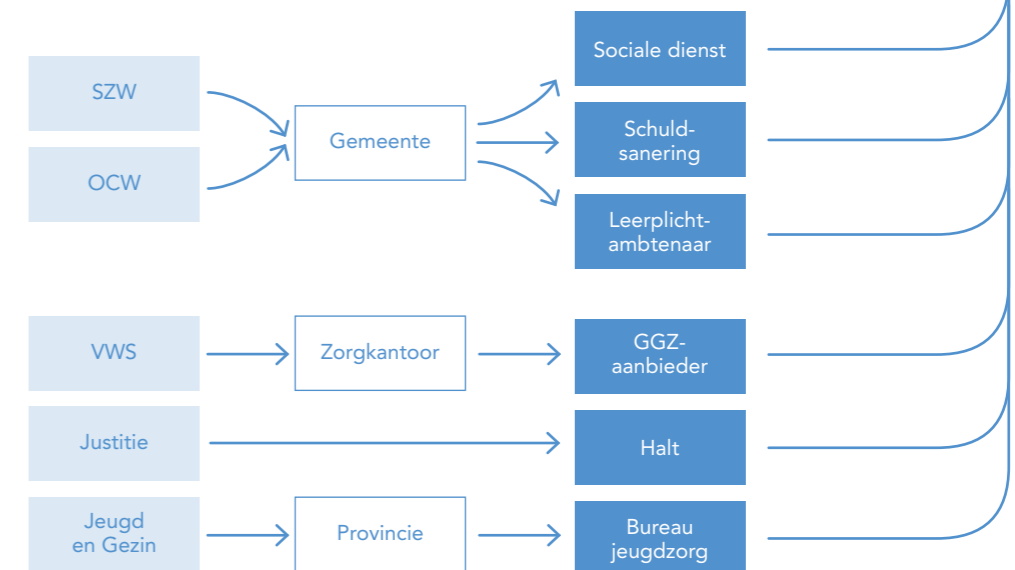 SZW
OCW
Gemeente
Sociale dienst
Schuld-
sanering
Leerplicht-
ambtenaar
VWS
Zorgkantoor
GGZ-
aanbieder
Justitie
Halt
Jeugd
en Gezin
Provincie
Bureau
jeugdzorg